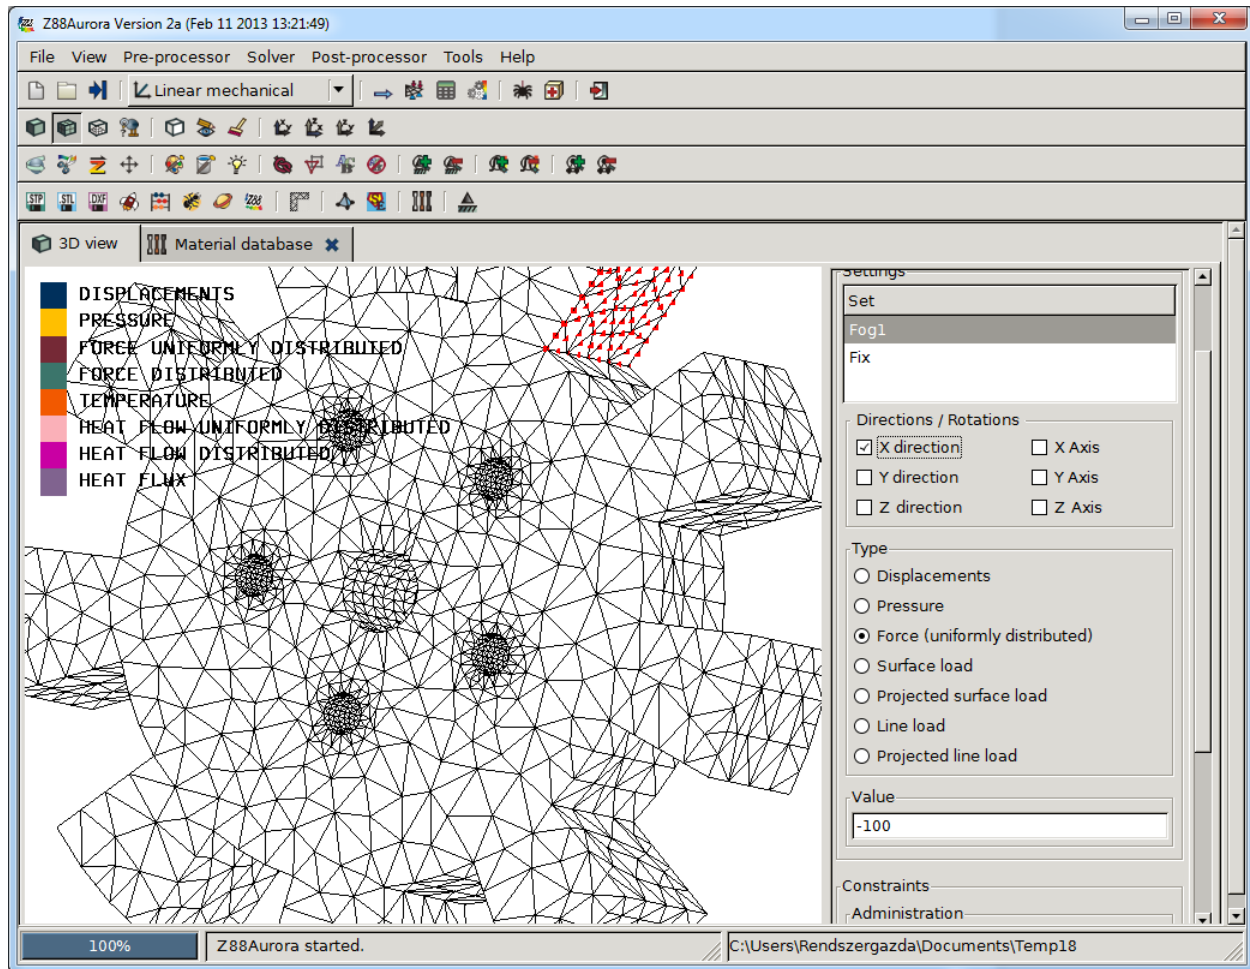 Z88Aurora Version 2a (Feb 11 2013 13:21:49)
File View Pre-processor Solver Post-processor Tools Help
Linear mechanical
STP STL DXF Z88
3D view Material database
DISPLACEMENTS
PRESSURE
FORCE UNIFORMLY DISTRIBUTED
FORCE DISTRIBUTED
TEMPERATURE
HEAT FLOW UNIFORMLY DISTRIBUTED
HEAT FLOW DISTRIBUTED
HEAT FLUX
Settings
Set
Fog1
Fix
Directions / Rotations
X direction X Axis
Y direction Y Axis
Z direction Z Axis
Type
Displacements
Pressure
Force (uniformly distributed)
Surface load
Projected surface load
Line load
Projected line load
Value
-100
Constraints
Administration
100% Z88Aurora started. C:\Users\Rendszergazda\Documents\Temp18